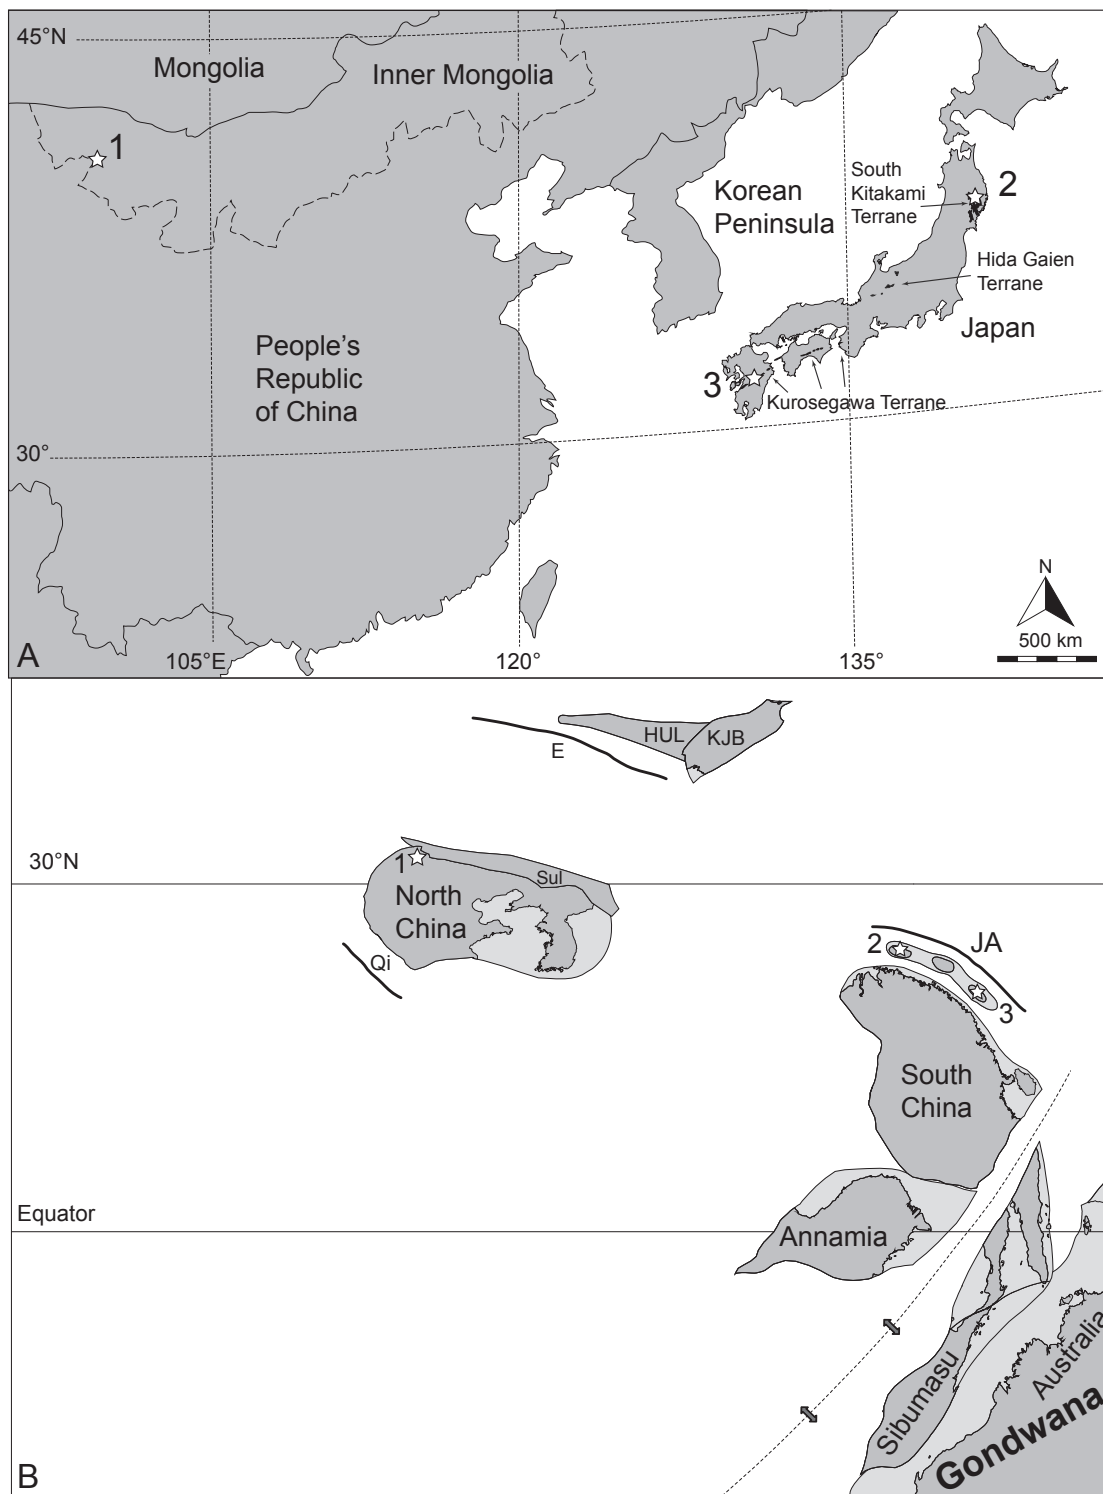 45°N
Mongolia
Inner Mongolia
1
South
Kitakami
Terrane
2
Korean
Peninsula
Hida Gaien
Terrane
Japan
People's
Republic
of China
3
Kurosegawa Terrane
30°
N
500 km
A
105°E
120°
135°
HUL
KJB
E
30°N
1
Sul
North
China
Qi
2
JA
3
South
China
Equator
Annamia
Sibumasu
Australia
Gondwana
B